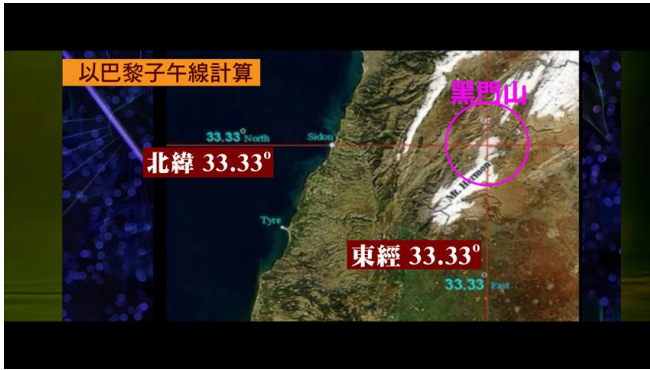 以巴黎子午線計算
黑門山
33.33° North
Sidon
北緯 33.33°
Mt. Hermon
Tyre
東經 33.33°
33.33° East